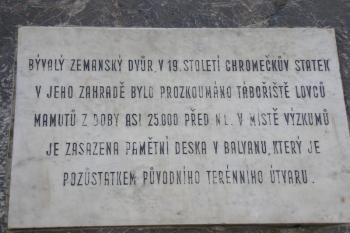 BÝVALÝ ZEMANSKÝ DVŮR, V 19. STOLETÍ CHROMEČKŮV STATEK
V JEHO ZAHRADĚ BYLO PROZKOUMÁNO TÁBOŘIŠTĚ LOVCŮ
MAMUTŮ Z DOBY ASI 25.000 PŘED N.L. V MÍSTĚ VÝZKUMŮ
JE ZASAZENA PAMĚTNÍ DESKA V BALVANU, KTERÝ JE
POZŮSTATKEM PŮVODNÍHO TERÉNNÍHO ÚTVARU.